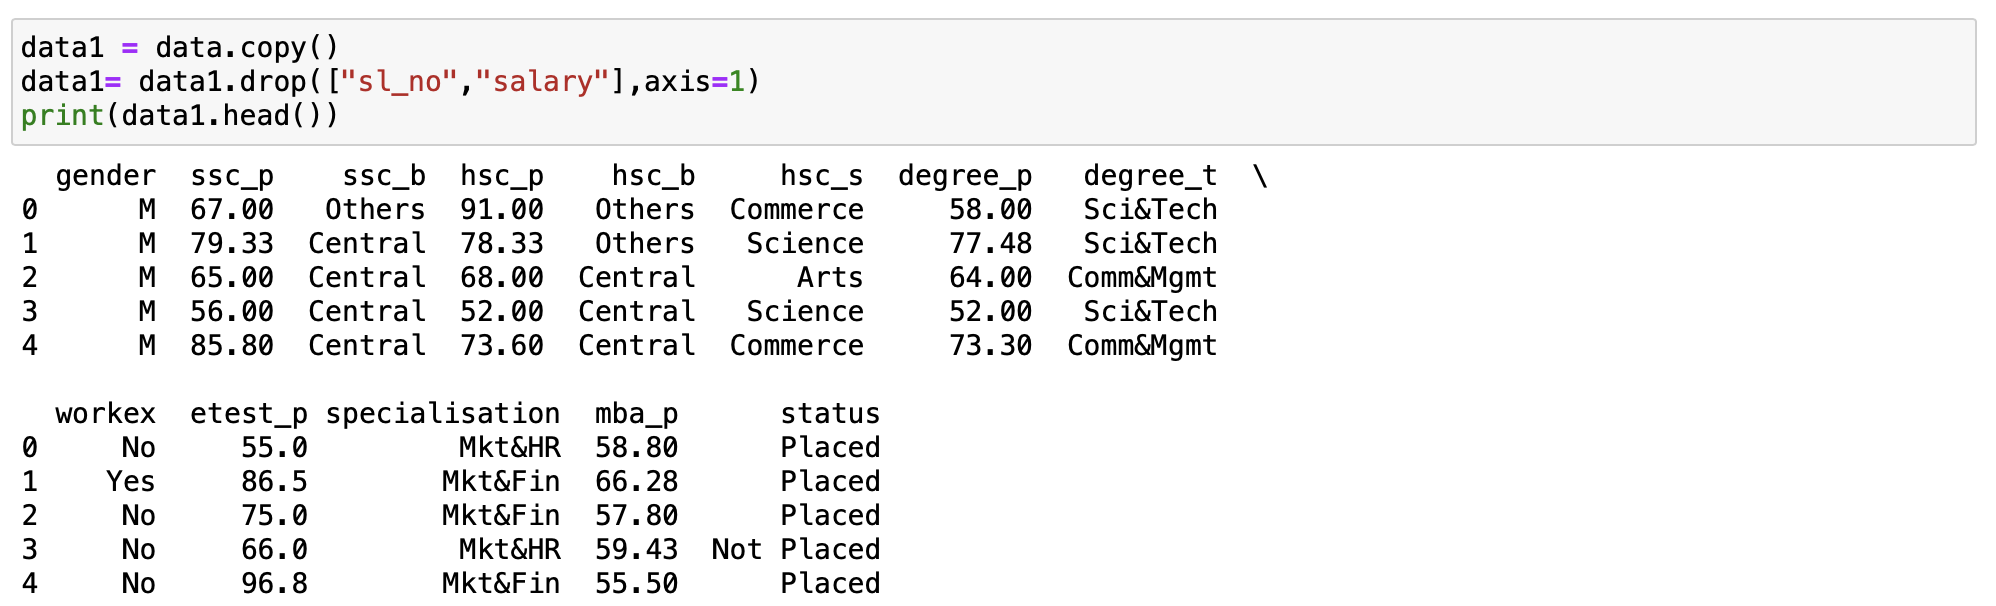 data1 = data.copy()
data1= data1.drop(["sl_no","salary"],axis=1)
print(data1.head())
  gender  ssc_p    ssc_b  hsc_p    hsc_b     hsc_s  degree_p   degree_t  \
0      M  67.00   Others  91.00   Others  Commerce     58.00   Sci&Tech
1      M  79.33  Central  78.33   Others   Science     77.48   Sci&Tech
2      M  65.00  Central  68.00  Central      Arts     64.00  Comm&Mgmt
3      M  56.00  Central  52.00  Central   Science     52.00   Sci&Tech
4      M  85.80  Central  73.60  Central  Commerce     73.30  Comm&Mgmt
  workex  etest_p specialisation  mba_p      status
0     No     55.0         Mkt&HR  58.80      Placed
1    Yes     86.5        Mkt&Fin  66.28      Placed
2     No     75.0        Mkt&Fin  57.80      Placed
3     No     66.0         Mkt&HR  59.43  Not Placed
4     No     96.8        Mkt&Fin  55.50      Placed